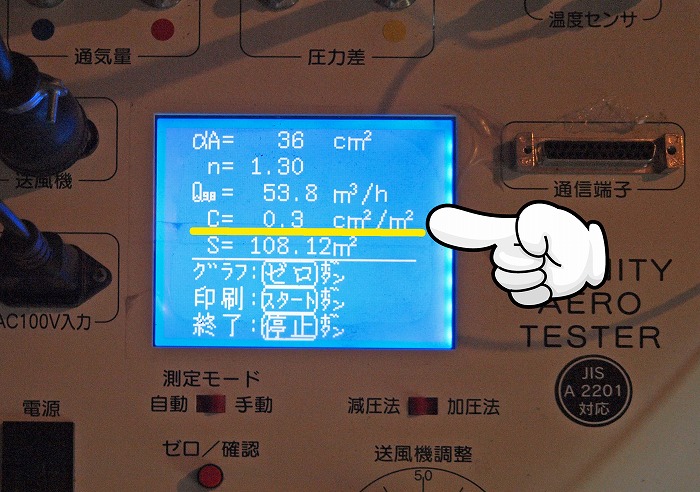 通気量
圧力差
温度センサ
送風機
通信端子
αA= 36 cm²
n= 1.30
Q₉.₈= 53.8 m³/h
C= 0.3 cm²/m²
S= 108.12m²
グラフ:ゼロボタン
印刷:スタートボタン
終了:停止ボタン
AC100V入力
AERO
TESTER
JIS
A 2201
対応
測定モード
自動 手動
減圧法 加圧法
電源
ゼロ/確認
送風機調整
50